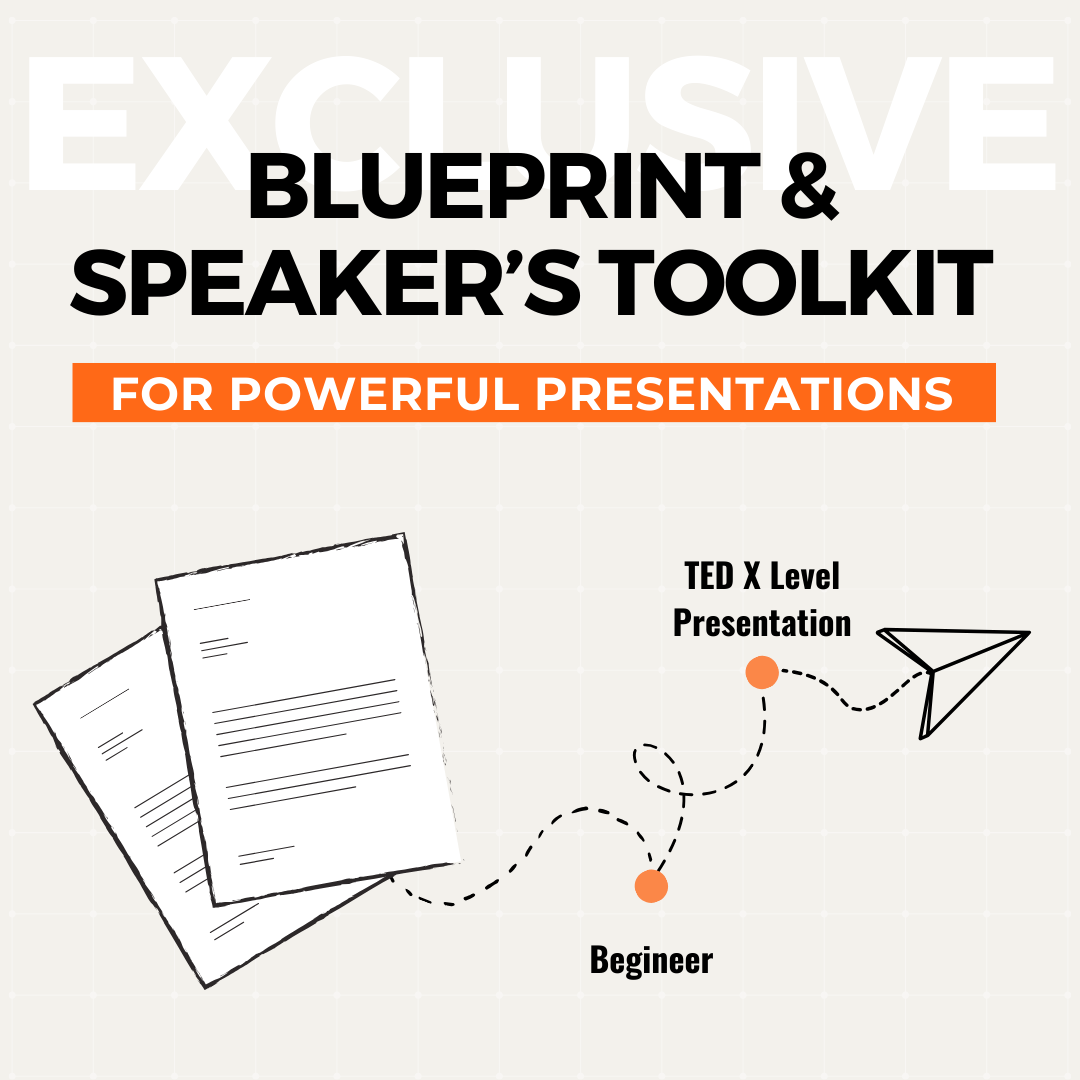 EXCLUSIVE
BLUEPRINT &
SPEAKER’S TOOLKIT
FOR POWERFUL PRESENTATIONS
TED X Level
Presentation
Begineer